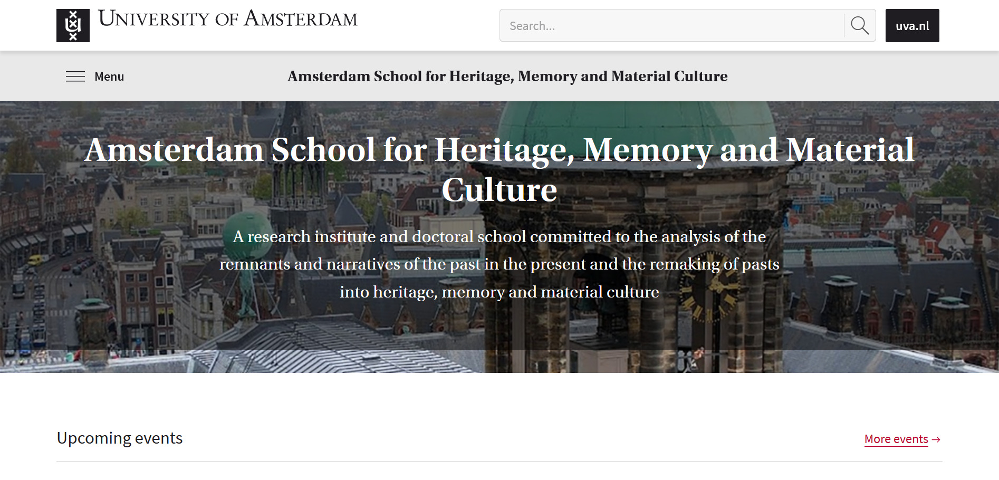 UNIVERSITY OF AMSTERDAM
Search...
uva.nl
Menu
Amsterdam School for Heritage, Memory and Material Culture
Amsterdam School for Heritage, Memory and Material
Culture
A research institute and doctoral school committed to the analysis of the
remnants and narratives of the past in the present and the remaking of pasts
into heritage, memory and material culture
Upcoming events
More events →